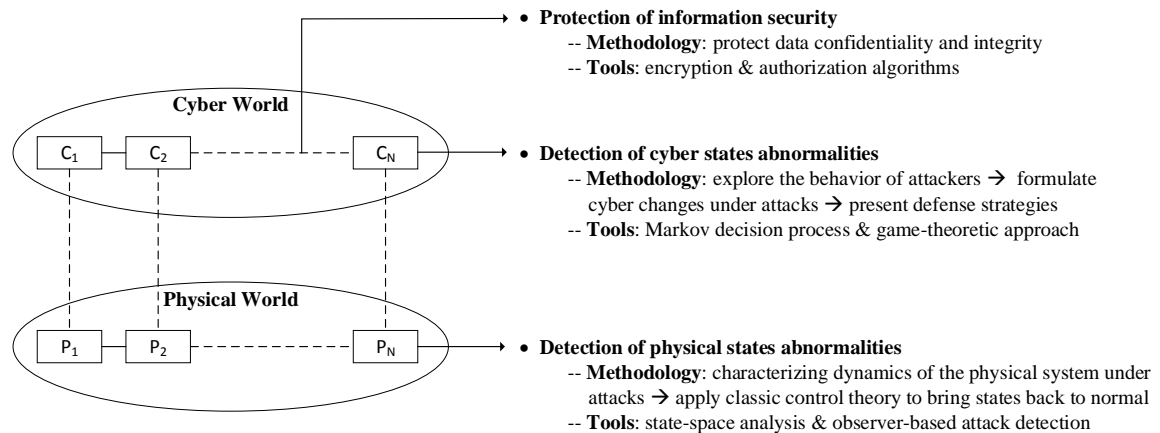 • Protection of information security
-- Methodology: protect data confidentiality and integrity
-- Tools: encryption & authorization algorithms
Cyber World
C₁ C₂ C_N
• Detection of cyber states abnormalities
-- Methodology: explore the behavior of attackers → formulate
cyber changes under attacks → present defense strategies
-- Tools: Markov decision process & game-theoretic approach
Physical World
P₁ P₂ P_N
• Detection of physical states abnormalities
-- Methodology: characterizing dynamics of the physical system under
attacks → apply classic control theory to bring states back to normal
-- Tools: state-space analysis & observer-based attack detection